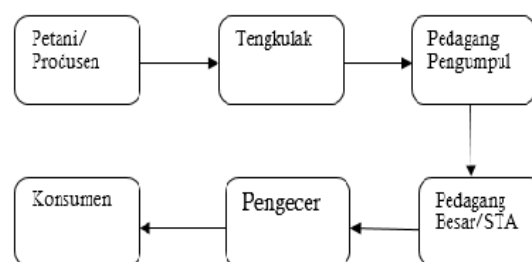 Petani/
Produsen
Tengkulak
Pedagang
Pengumpul
Konsumen
Pengecer
Pedagang
Besar/STA